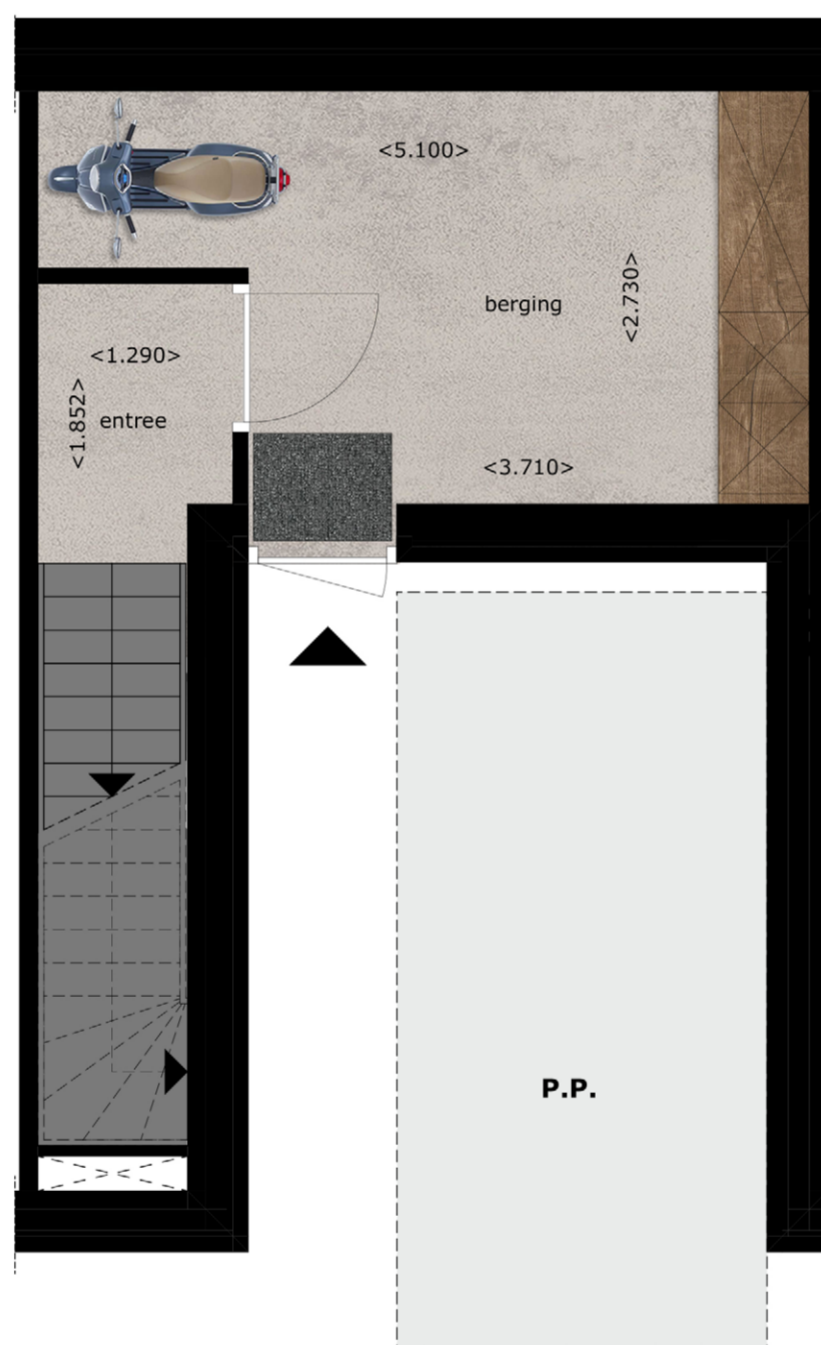 <5.100>
<2.730>
berging
<1.290>
<1.852>
entree
<3.710>
P.P.